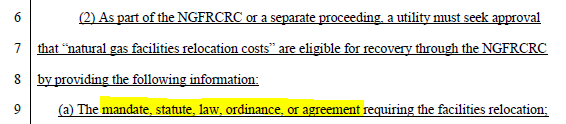 6 (2) As part of the NGFRCRC or a separate proceeding, a utility must seek approval
7 that “natural gas facilities relocation costs” are eligible for recovery through the NGFRCRC
8 by providing the following information:
9 (a) The mandate, statute, law, ordinance, or agreement requiring the facilities relocation;